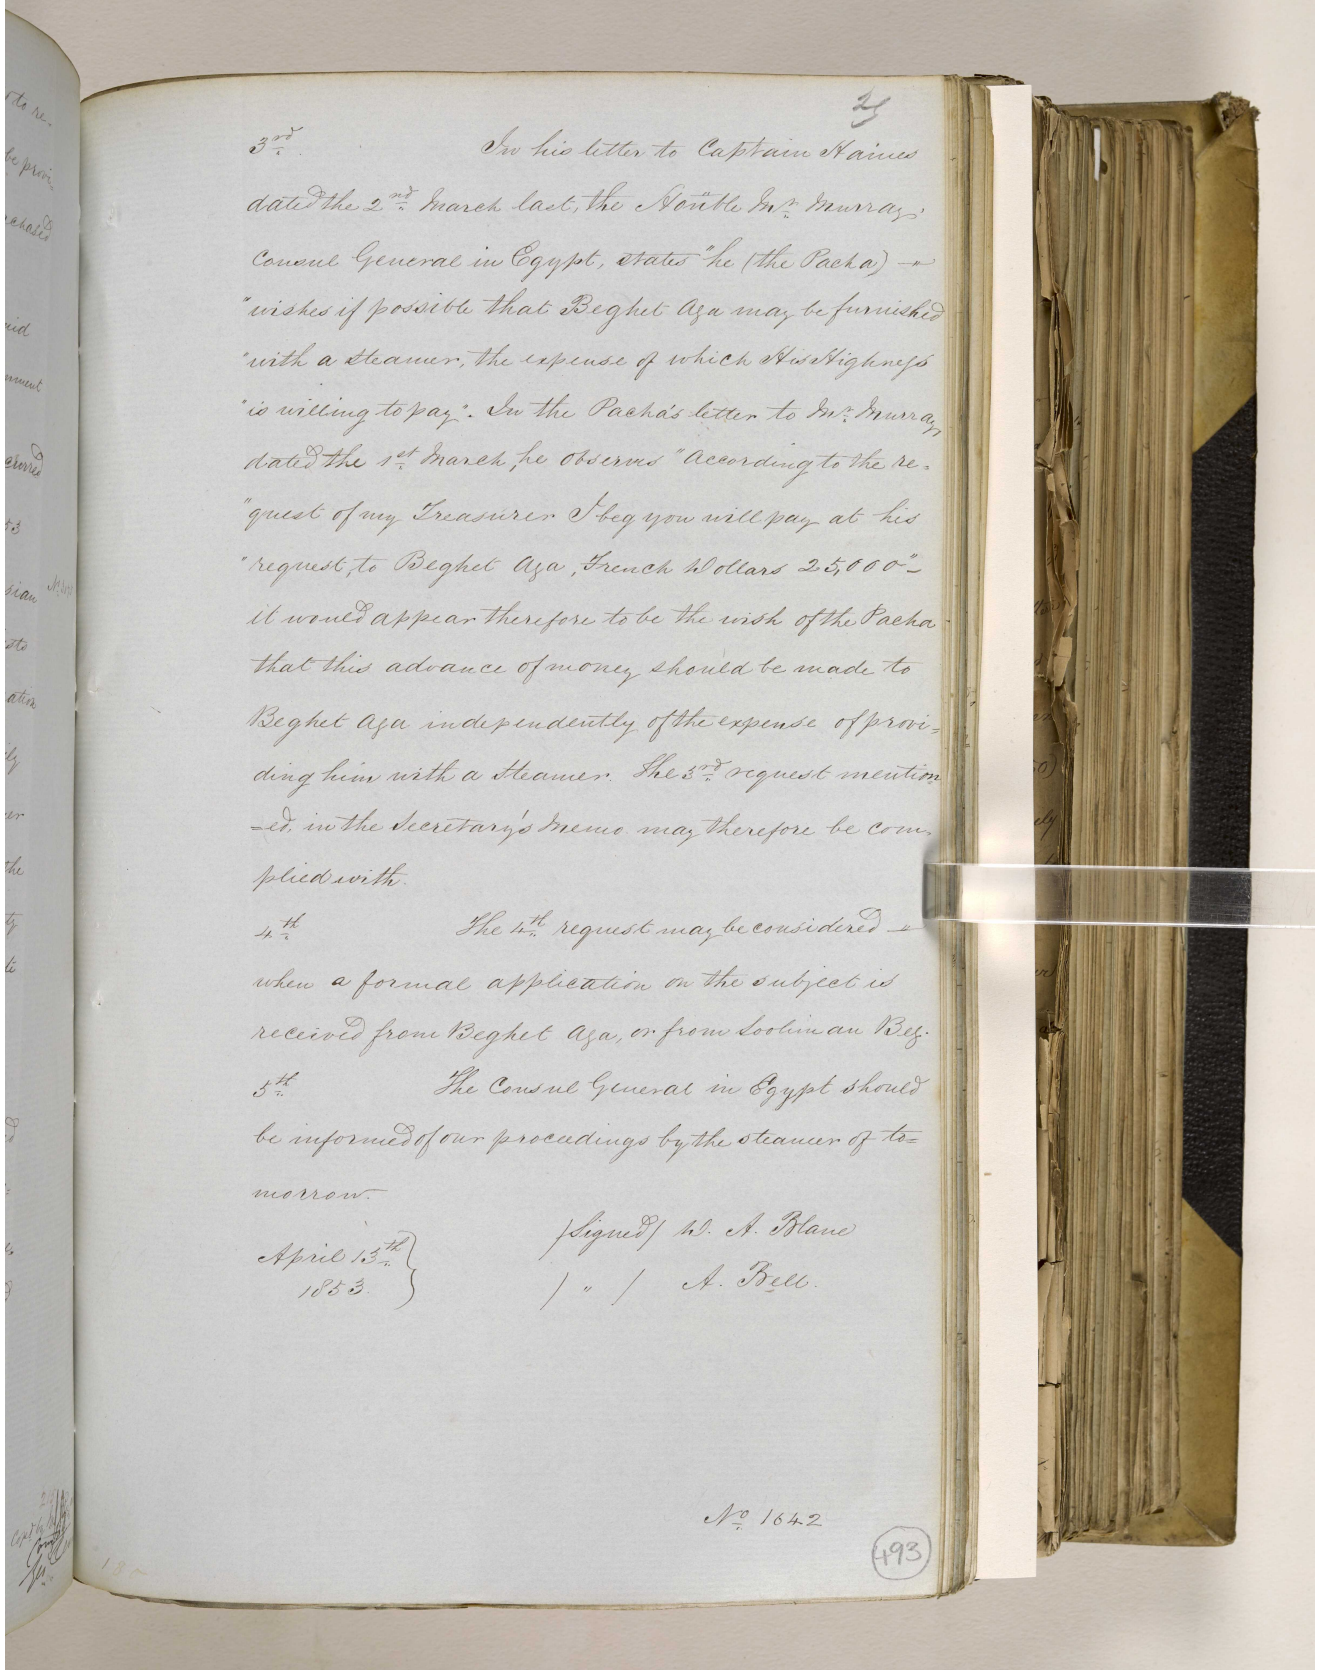 25
3rd. In his letter to Captain Haines
dated the 2nd. March last, the Hon'ble Mr. Murray,
Consul General in Egypt, states "he (the Pacha) -"
"wishes if possible that Beghet Aga may be furnished
"with a steamer, the expense of which His Highness
"is willing to pay". In the Pacha's letter to Mr. Murray,
dated the 1st. March, he observes "According to the re-
"quest of my Treasurer I beg you will pay at his
"request, to Beghet Aga, French Dollars 25,000" -
it would appear therefore to be the wish of the Pacha
that this advance of money should be made to
Beghet Aga independently of the expense of provi=
ding him with a steamer. The 3rd. request mention
=ed, in the Secretary's Memo may therefore be com,
plied with.
4th. The 4th. request may be considered -"
when a formal application on the subject is
received from Beghet Aga, or from Sooliman Bey.
5th. The Consul General in Egypt should
be informed of our proceedings by the steamer of to=
morrow.
/Signed/ D. A. Blane
April 15th.
1853.
/ " / A. Bell.
No. 1642
493